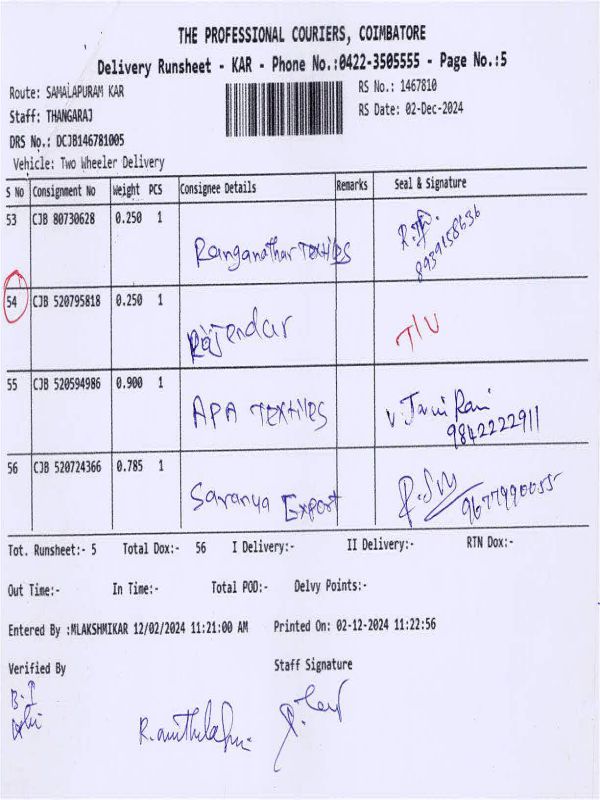 THE PROFESSIONAL COURIERS, COIMBATORE
Delivery Runsheet - KAR - Phone No.:0422-3505555 - Page No.:5
Route: SAMALAPURAM KAR
RS No.: 1467810
Staff: THANGARAJ
RS Date: 02-Dec-2024
DRS No.: DCJB146781005
Vehicle: Two Wheeler Delivery
S No Consignment No Weight PCS Consignee Details Remarks Seal & Signature
53 CJB 80730628 0.250 1 Ranganathar Textiles 8939158636
54 CJB 520795818 0.250 1 Rajendar
55 CJB 520594986 0.900 1 APA TEXTILES 9842222911
56 CJB 520724366 0.785 1 Saranya Export 9677990055
Tot. Runsheet:- 5 Total Dox:- 56 I Delivery:- II Delivery:- RTN Dox:-
Out Time:- In Time:- Total POD:- Delvy Points:-
Entered By :MLAKSHMIKAR 12/02/2024 11:21:00 AM Printed On: 02-12-2024 11:22:56
Verified By Staff Signature